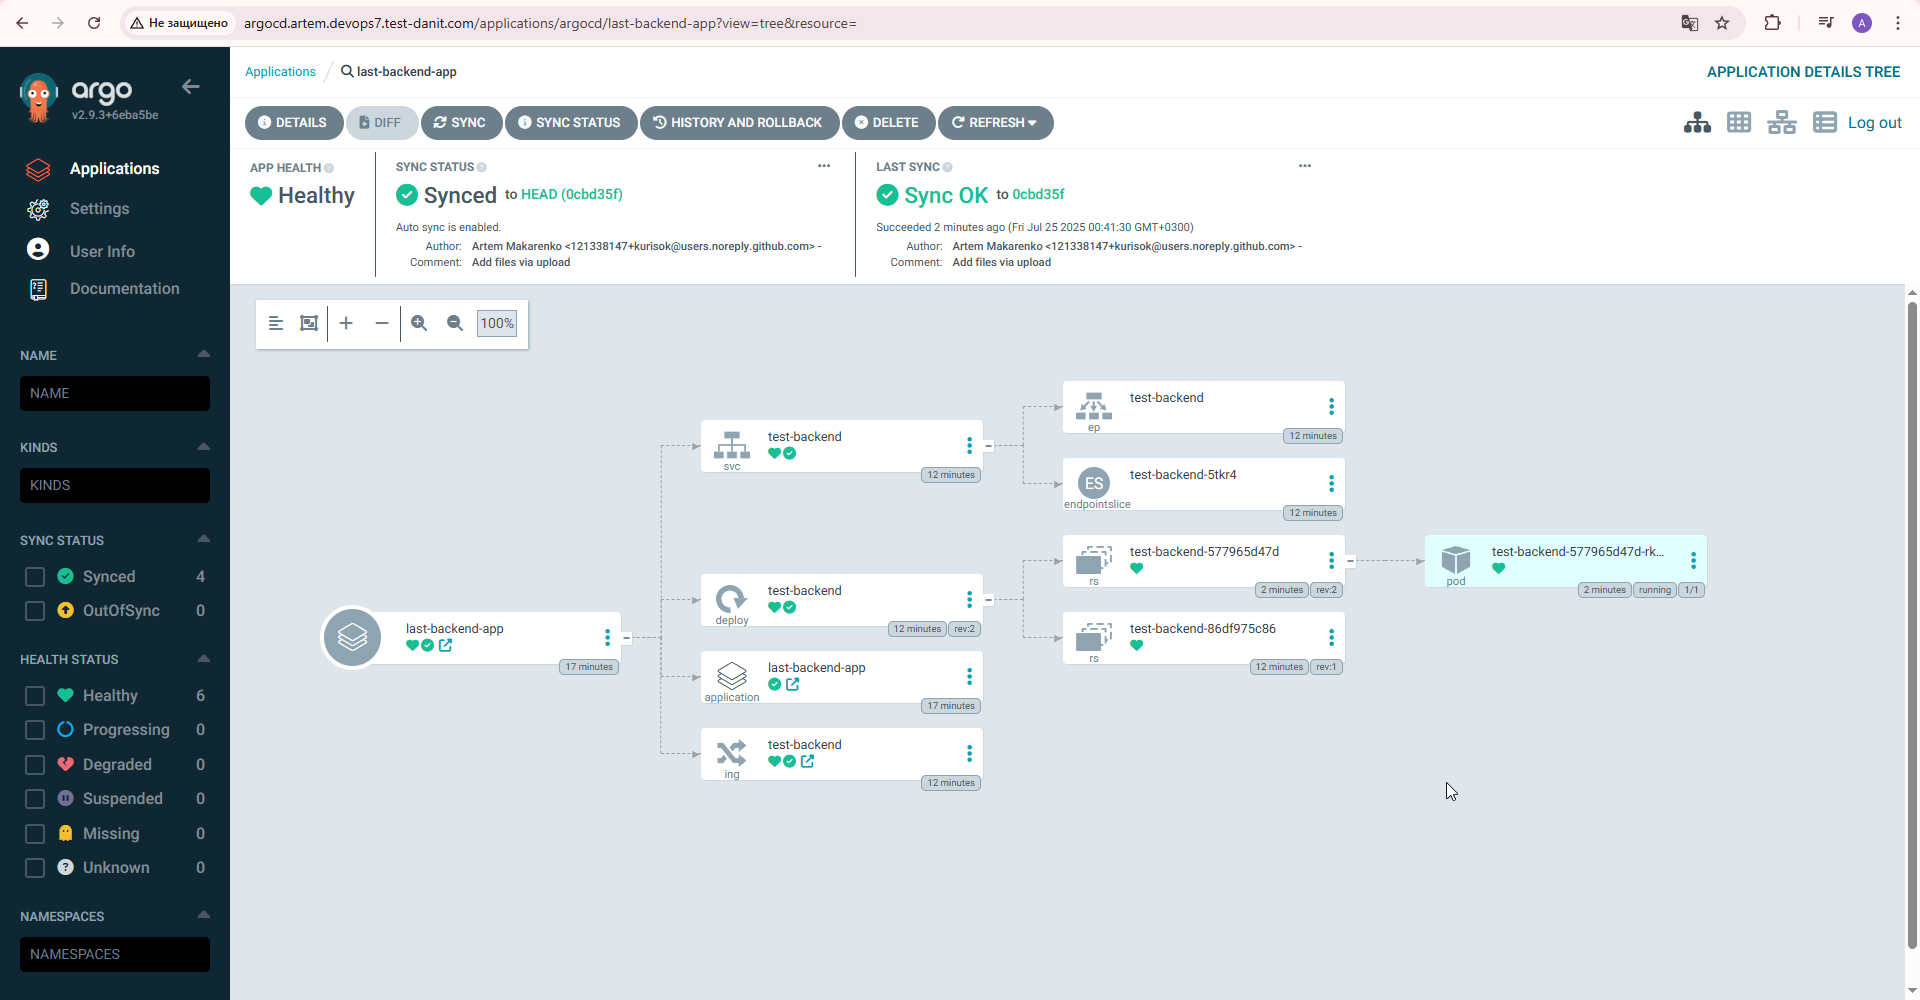 Не защищено
argocd.artem.devops7.test-danit.com/applications/argocd/last-backend-app?view=tree&resource=
A
argo
v2.9.3+6eba5be
Applications
Settings
User Info
Documentation
NAME
NAME
KINDS
KINDS
SYNC STATUS
Synced 4
OutOfSync 0
HEALTH STATUS
Healthy 6
Progressing 0
Degraded 0
Suspended 0
Missing 0
Unknown 0
NAMESPACES
NAMESPACES
Applications / last-backend-app
APPLICATION DETAILS TREE
DETAILS
DIFF
SYNC
SYNC STATUS
HISTORY AND ROLLBACK
DELETE
REFRESH
Log out
APP HEALTH
Healthy
SYNC STATUS
Synced to HEAD (0cbd35f)
Auto sync is enabled.
Author: Artem Makarenko <121338147+kurisok@users.noreply.github.com> -
Comment: Add files via upload
LAST SYNC
Sync OK to 0cbd35f
Succeeded 2 minutes ago (Fri Jul 25 2025 00:41:30 GMT+0300)
Author: Artem Makarenko <121338147+kurisok@users.noreply.github.com> -
Comment: Add files via upload
100%
last-backend-app
17 minutes
test-backend
svc
12 minutes
test-backend
deploy
12 minutes
rev:2
last-backend-app
application
17 minutes
test-backend
ing
12 minutes
test-backend
ep
12 minutes
ES
test-backend-5tkr4
endpointslice
12 minutes
test-backend-577965d47d
rs
2 minutes
rev:2
test-backend-86df975c86
rs
12 minutes
rev:1
test-backend-577965d47d-rk...
pod
2 minutes
running
1/1